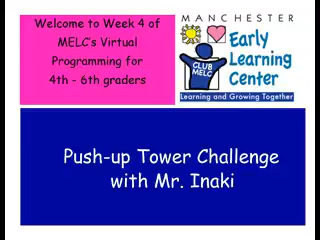 Welcome to Week 4 of
MELC's Virtual
Programming for
4th - 6th graders
MANCHESTER
Early
Learning
Center
CLUB
MELC
Learning and Growing Together
Push-up Tower Challenge
with Mr. Inaki